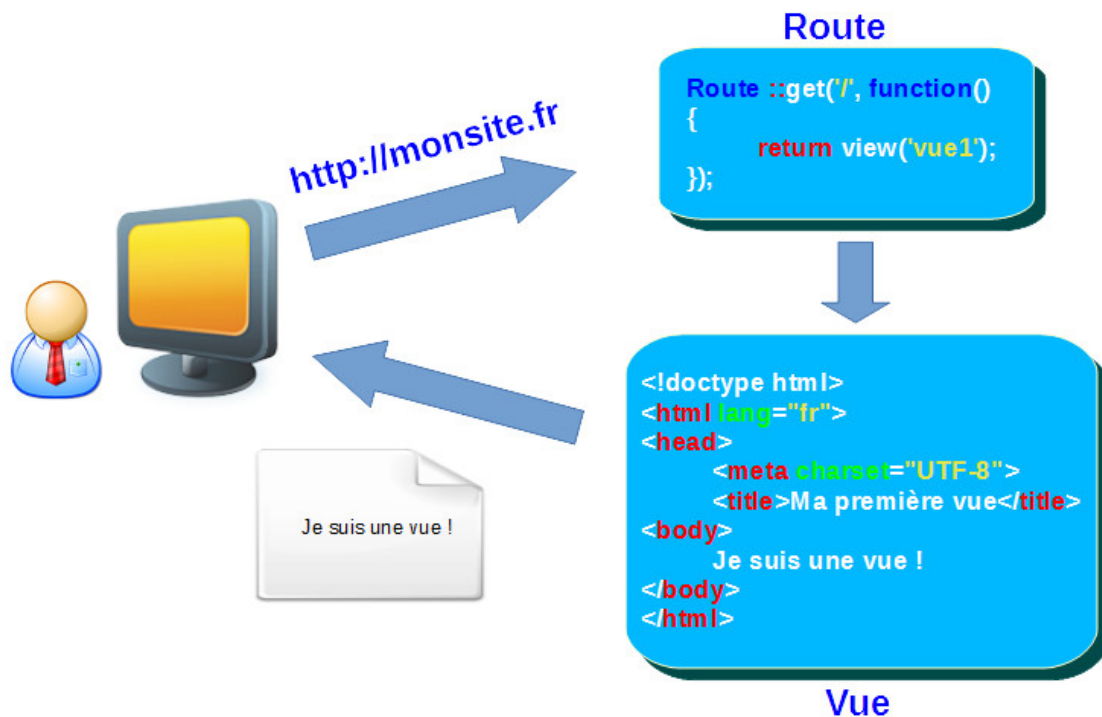 Route
Route ::get('/', function()
{
return view('vue1');
});
http://monsite.fr
<!doctype html>
<html lang="fr">
<head>
<meta charset="UTF-8">
<title>Ma première vue</title>
<body>
Je suis une vue !
</body>
</html>
Vue
Je suis une vue !